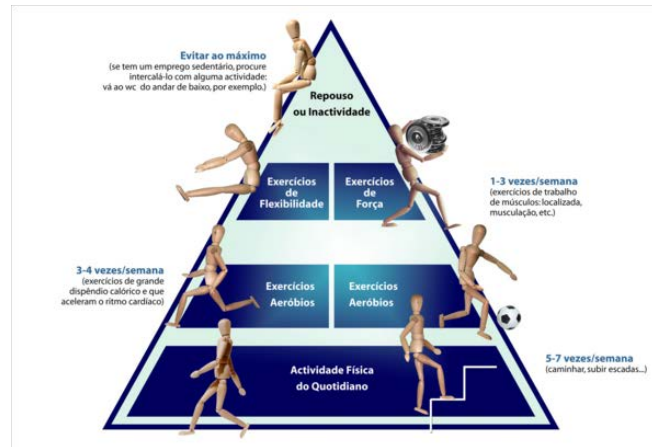 Evitar ao máximo
(se tem um emprego sedentário, procure
intercalá-lo com alguma actividade:
vá ao wc do andar de baixo, por exemplo.)
Repouso
ou Inactividade
Exercícios
de
Flexibilidade
Exercícios
de
Força
1-3 vezes/semana
(exercícios de trabalho
de músculos: localizada,
musculação, etc.)
3-4 vezes/semana
(exercícios de grande
dispêndio calórico e que
aceleram o ritmo cardíaco)
Exercícios
Aeróbios
Exercícios
Aeróbios
5-7 vezes/semana
(caminhar, subir escadas...)
Actividade Física
do Quotidiano